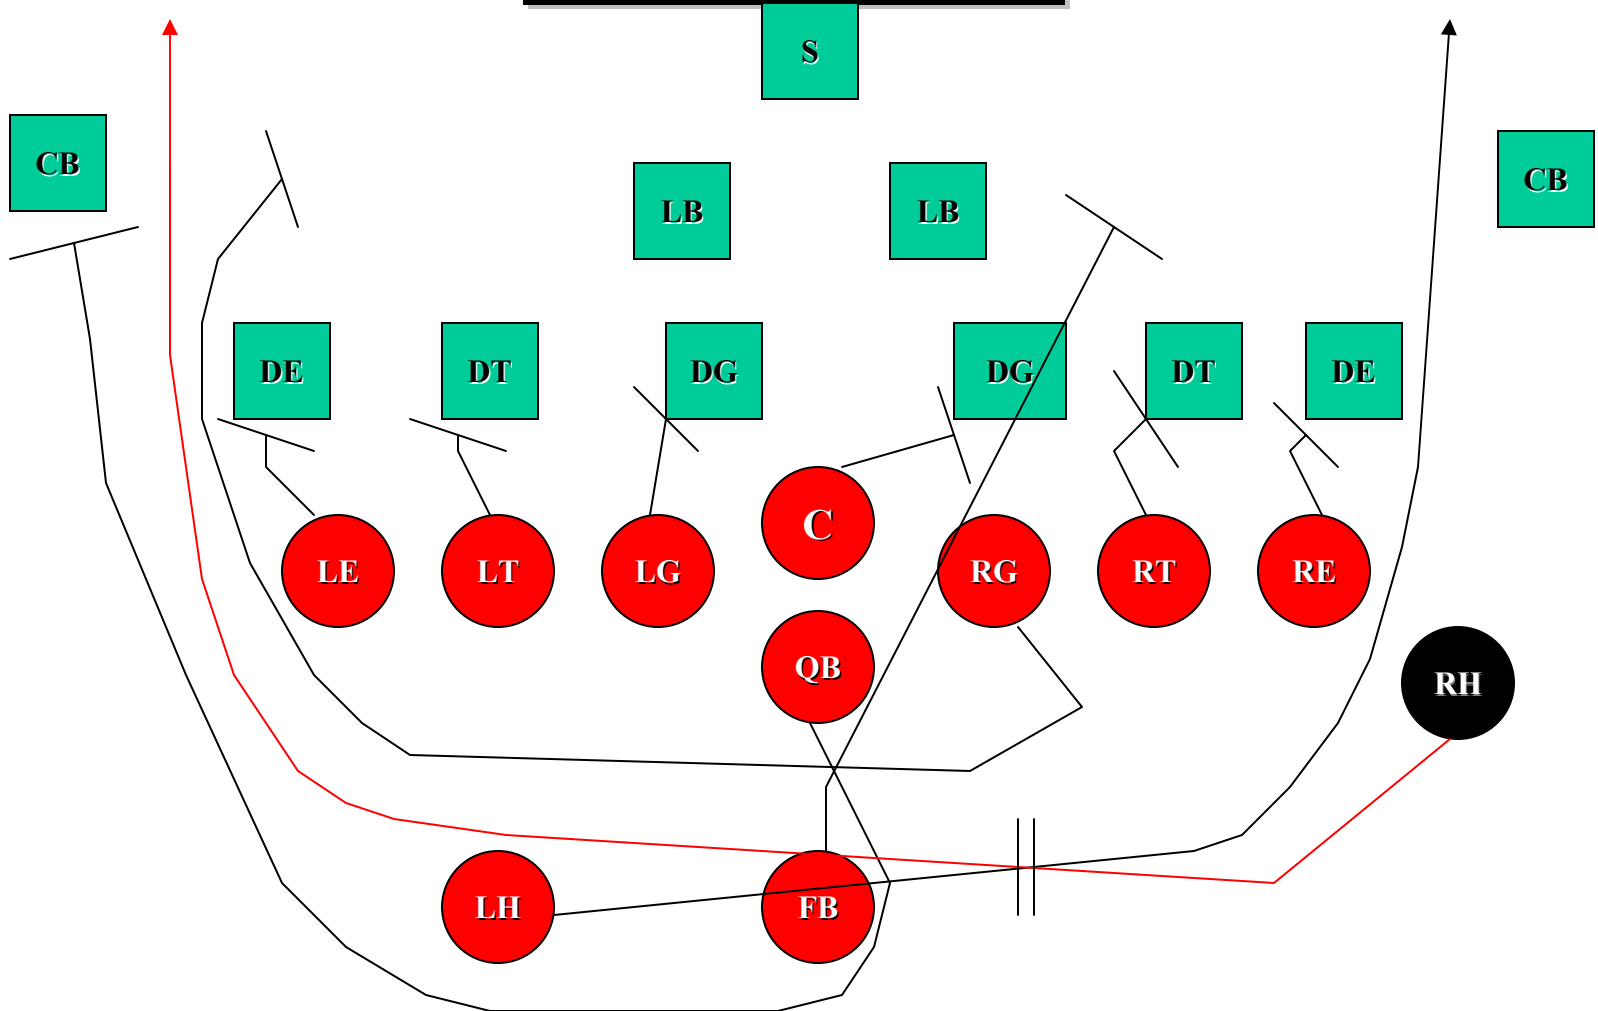 S
CB
CB
LB
LB
DE
DT
DG
DG
DT
DE
C
LE
LT
LG
RG
RT
RE
QB
RH
LH
FB